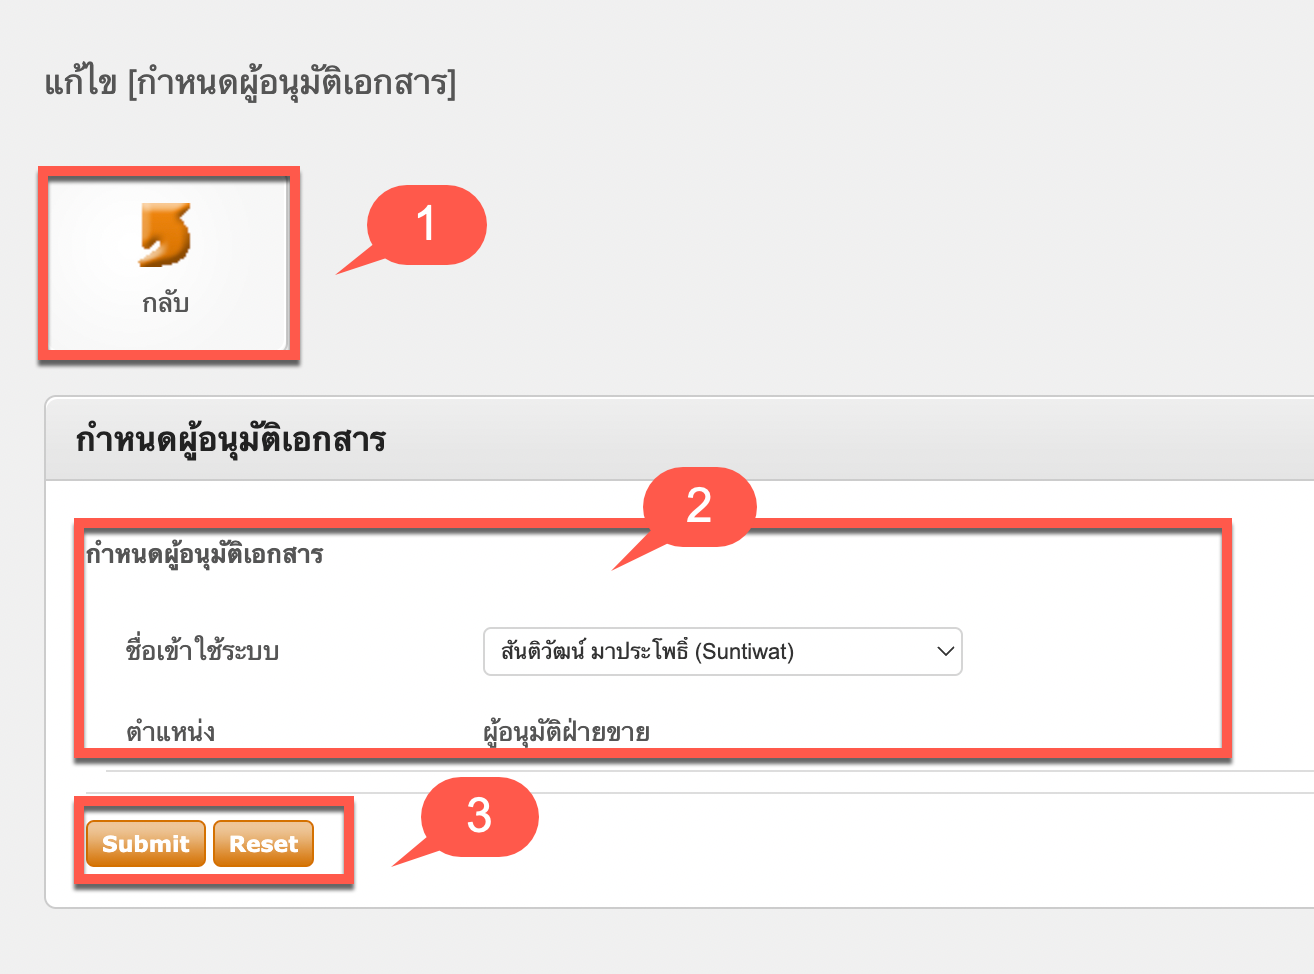 แก้ไข [กำหนดผู้อนุมัติเอกสาร]
1
กลับ
กำหนดผู้อนุมัติเอกสาร
2
กำหนดผู้อนุมัติเอกสาร
ชื่อเข้าใช้ระบบ สันติวัฒน์ มาประโพธิ์ (Suntiwat)
ตำแหน่ง ผู้อนุมัติฝ่ายขาย
3
Submit Reset